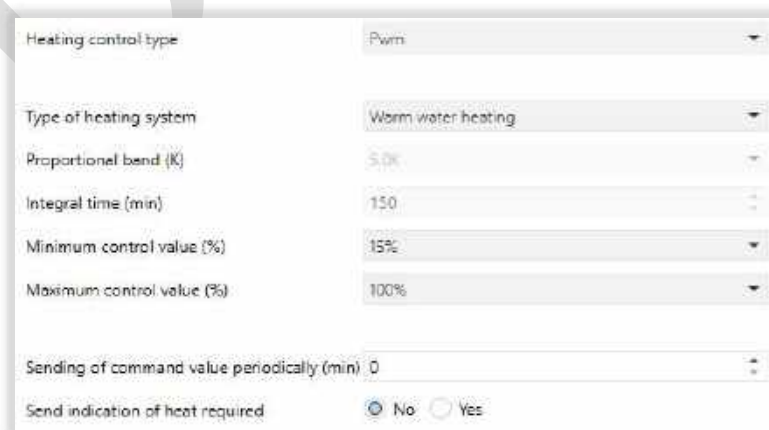 Heating control type Pwm
Type of heating system Warm water heating
Proportional band (K) 5.0K
Integral time (min) 150
Minimum control value (%) 15%
Maximum control value (%) 100%
Sending of command value periodically (min) 0
Send indication of heat required No Yes